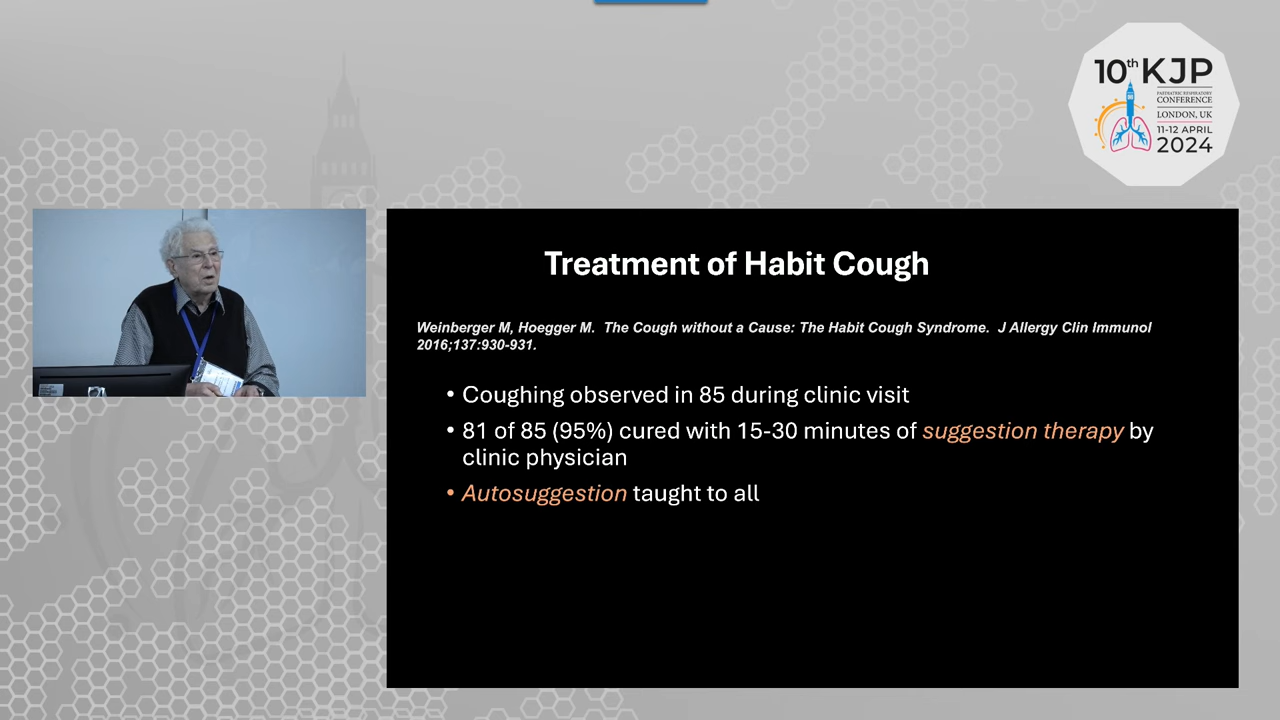 10th KJP
PAEDIATRIC RESPIRATORY
CONFERENCE
LONDON, UK
11-12 APRIL
2024
Treatment of Habit Cough
Weinberger M, Hoegger M.  The Cough without a Cause: The Habit Cough Syndrome.  J Allergy Clin Immunol
2016;137:930-931.
• Coughing observed in 85 during clinic visit
• 81 of 85 (95%) cured with 15-30 minutes of suggestion therapy by
clinic physician
• Autosuggestion taught to all